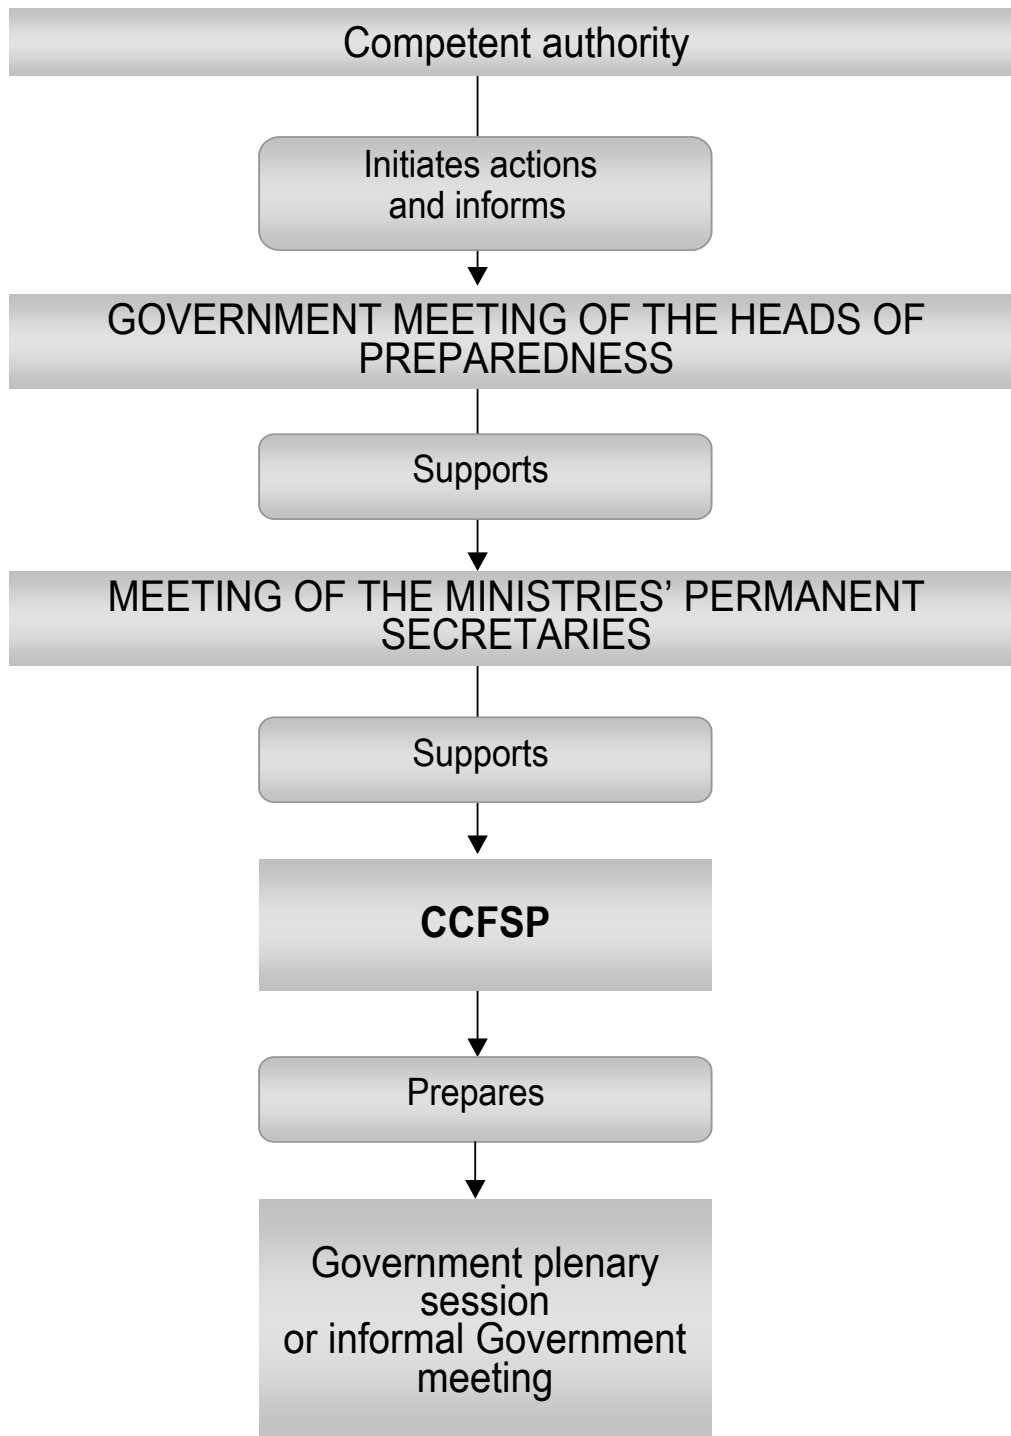 Competent authority
Initiates actions
and informs
GOVERNMENT MEETING OF THE HEADS OF
PREPAREDNESS
Supports
MEETING OF THE MINISTRIES’ PERMANENT
SECRETARIES
Supports
CCFSP
Prepares
Government plenary
session
or informal Government
meeting